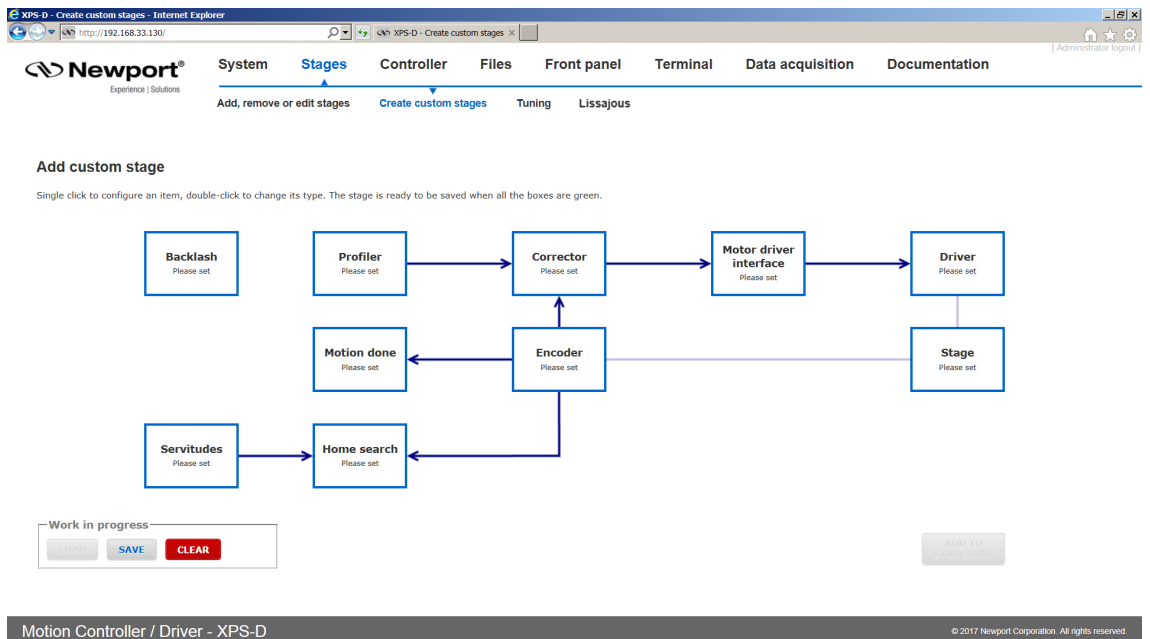 XPS-D - Create custom stages - Internet Explorer
http://192.168.33.130/
XPS-D - Create custom stages
[ Administrator logout ]
Newport®
Experience | Solutions
System Stages Controller Files Front panel Terminal Data acquisition Documentation
Add, remove or edit stages Create custom stages Tuning Lissajous
Add custom stage
Single click to configure an item, double-click to change its type. The stage is ready to be saved when all the boxes are green.
Backlash
Please set
Profiler
Please set
Corrector
Please set
Motor driver
interface
Please set
Driver
Please set
Motion done
Please set
Encoder
Please set
Stage
Please set
Servitudes
Please set
Home search
Please set
Work in progress
LOAD SAVE CLEAR
ADD TO
STAGES.INI
Motion Controller / Driver - XPS-D
© 2017 Newport Corporation. All rights reserved.